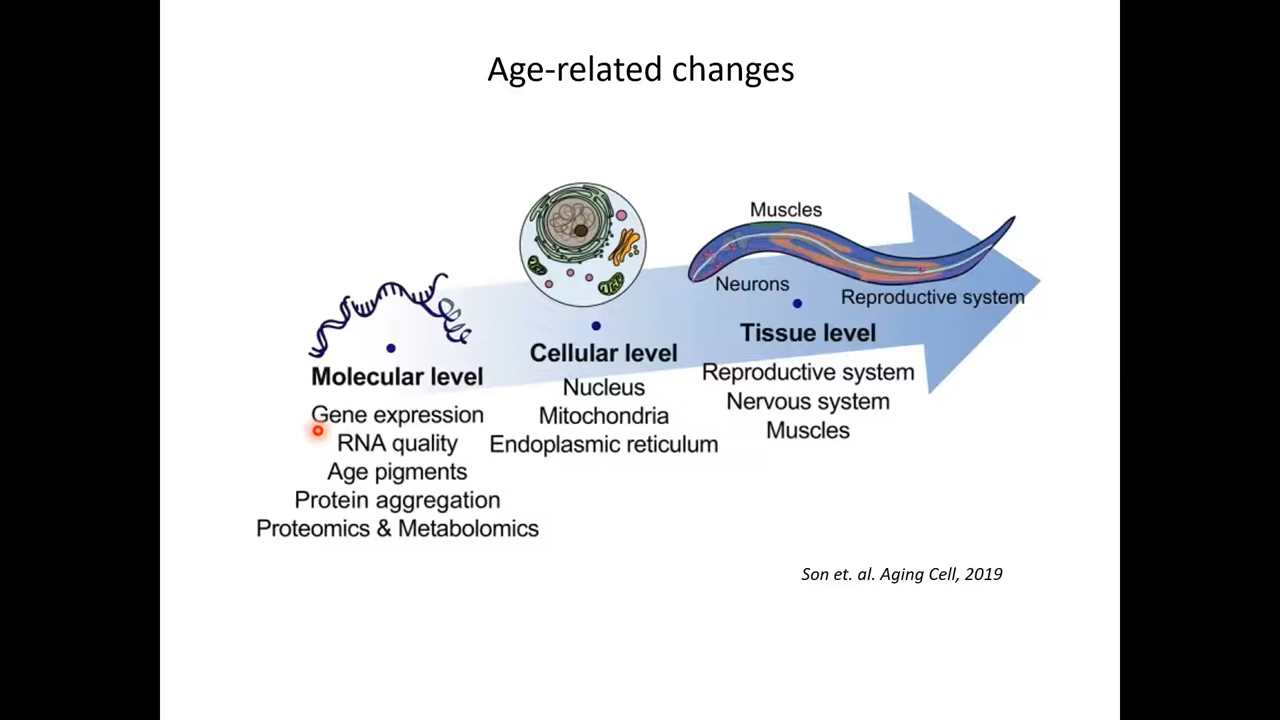 Age-related changes
Muscles
Neurons
Reproductive system
Molecular level
Gene expression
RNA quality
Age pigments
Protein aggregation
Proteomics & Metabolomics
Cellular level
Nucleus
Mitochondria
Endoplasmic reticulum
Tissue level
Reproductive system
Nervous system
Muscles
Son et. al. Aging Cell, 2019